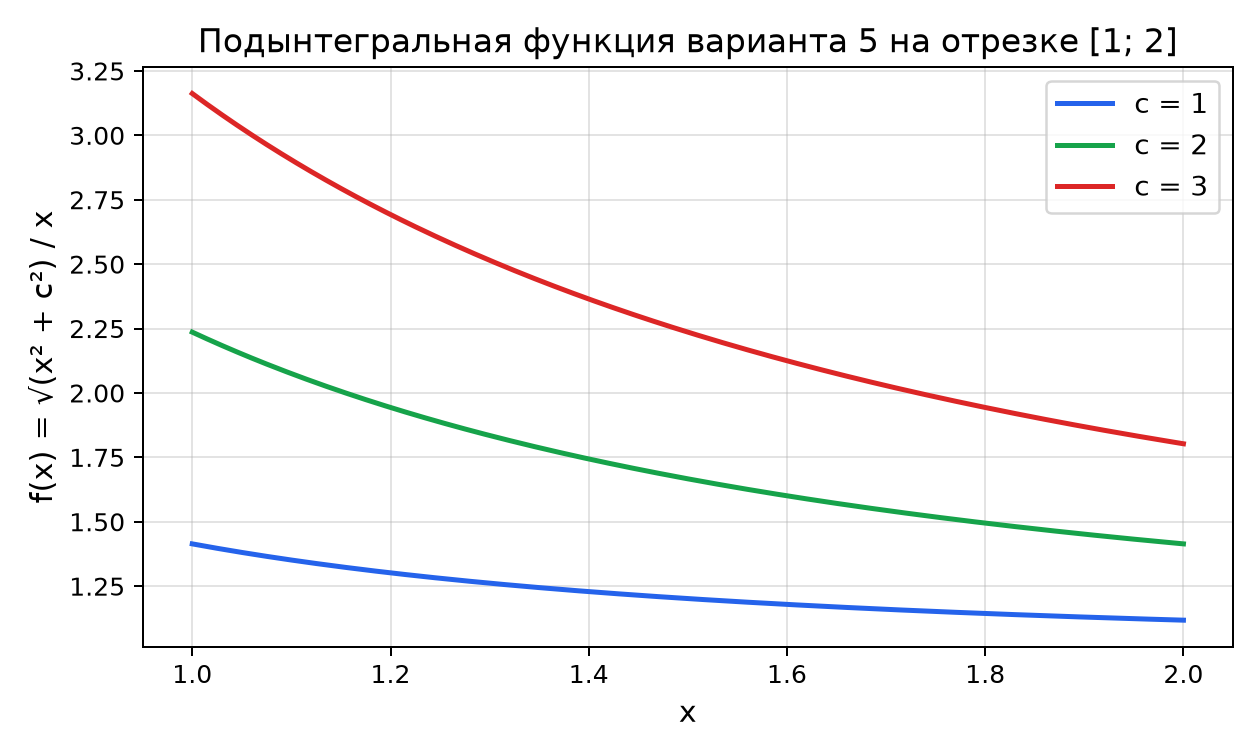 Подынтегральная функция варианта 5 на отрезке [1; 2]
f(x) = √(x² + c²) / x
3.25
3.00
2.75
2.50
2.25
2.00
1.75
1.50
1.25
c = 1
c = 2
c = 3
1.0
1.2
1.4
1.6
1.8
2.0
x